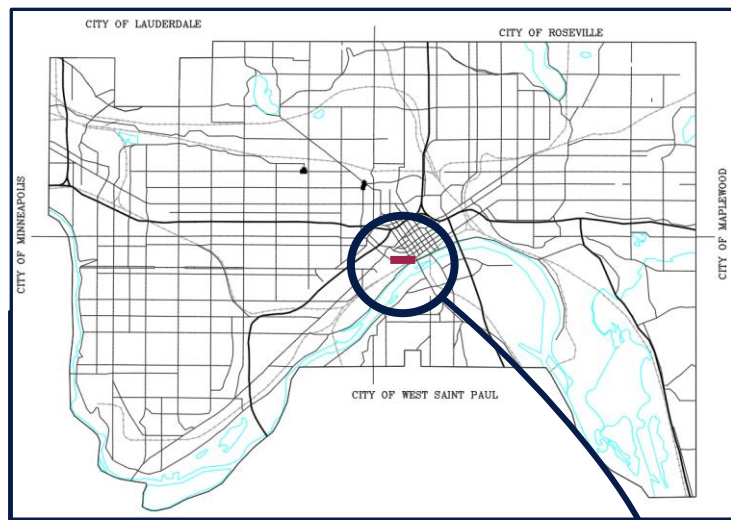 CITY OF LAUDERDALE
CITY OF ROSEVILLE
CITY OF MINNEAPOLIS
CITY OF MAPLEWOOD
CITY OF WEST SAINT PAUL